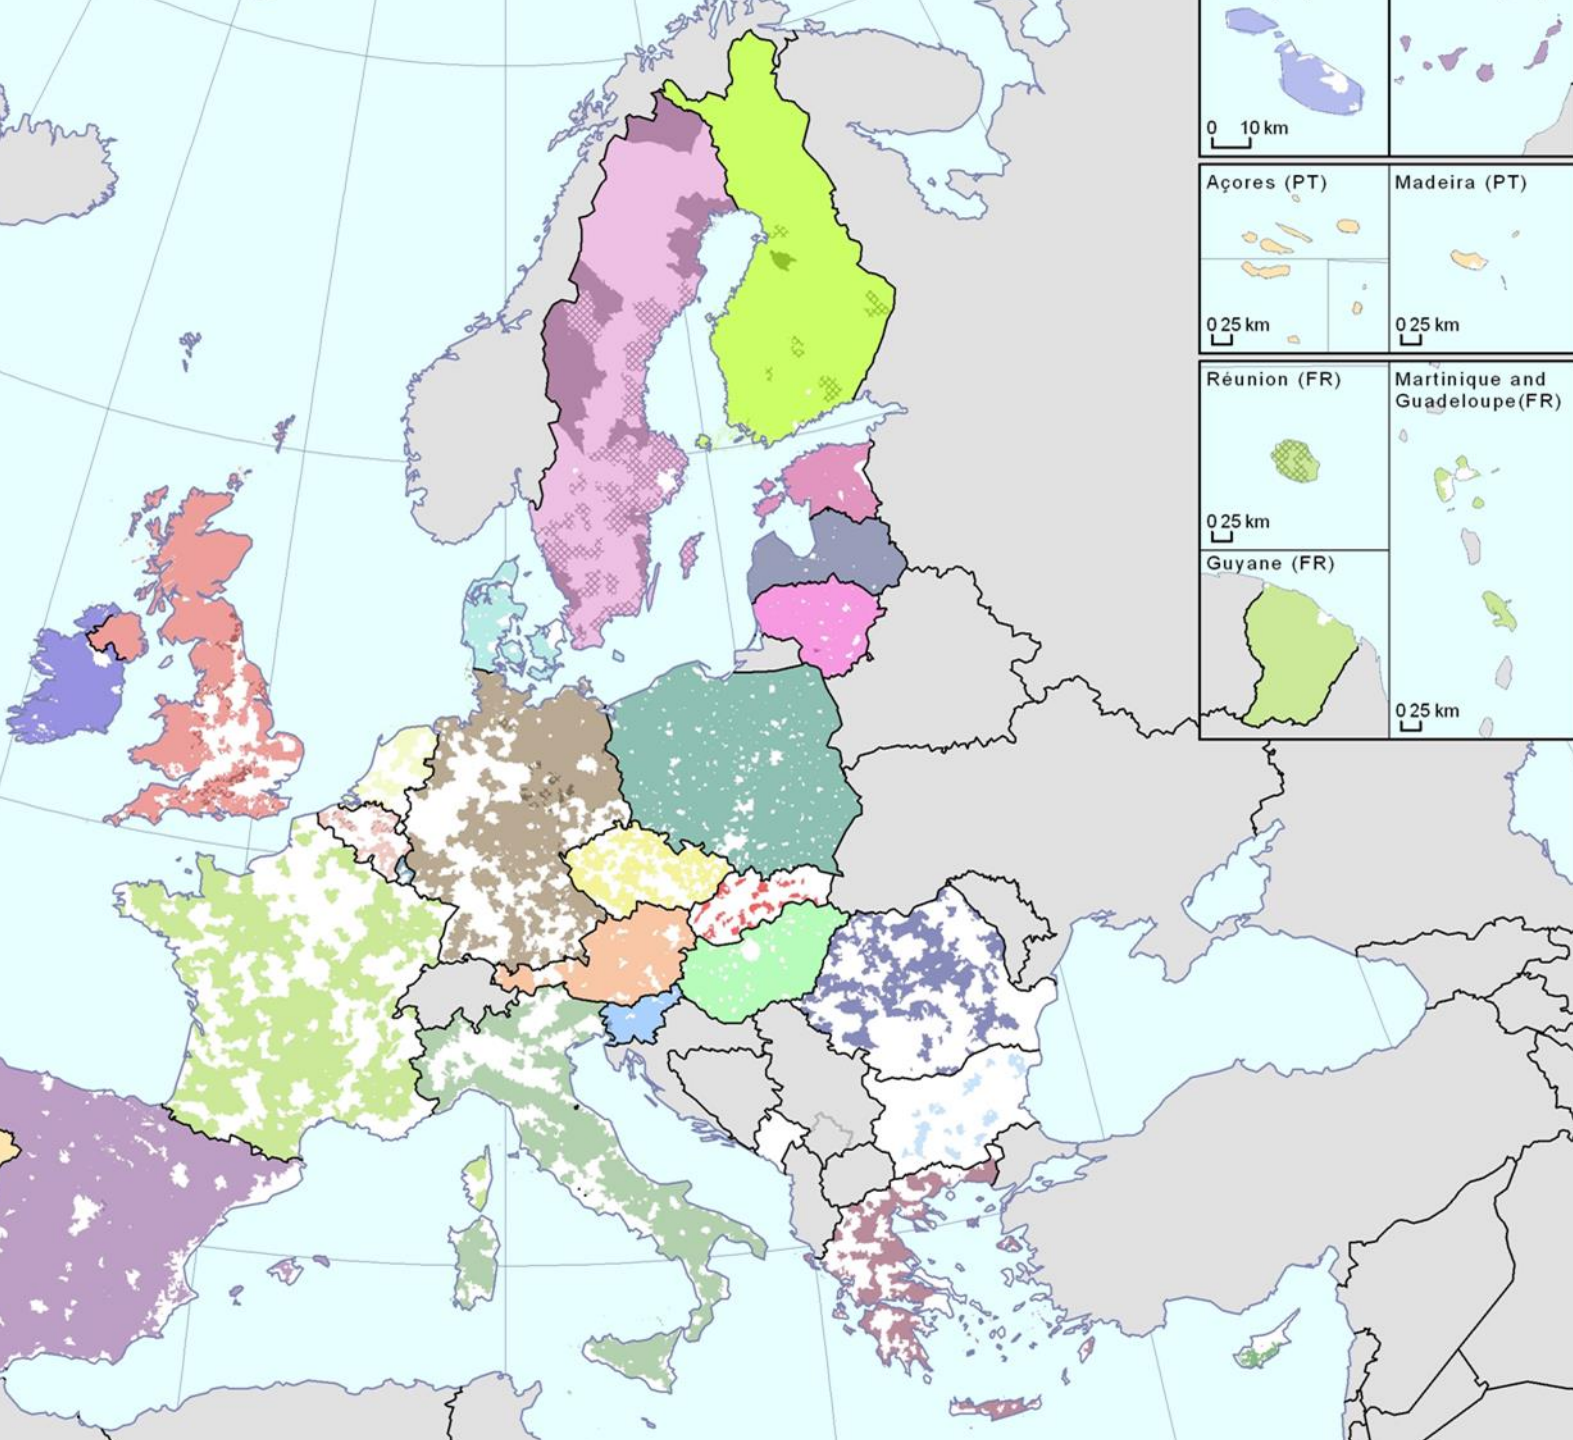 0 10 km
Açores (PT)
Madeira (PT)
0 25 km
0 25 km
Réunion (FR)
Martinique and
Guadeloupe(FR)
0 25 km
Guyane (FR)
0 25 km